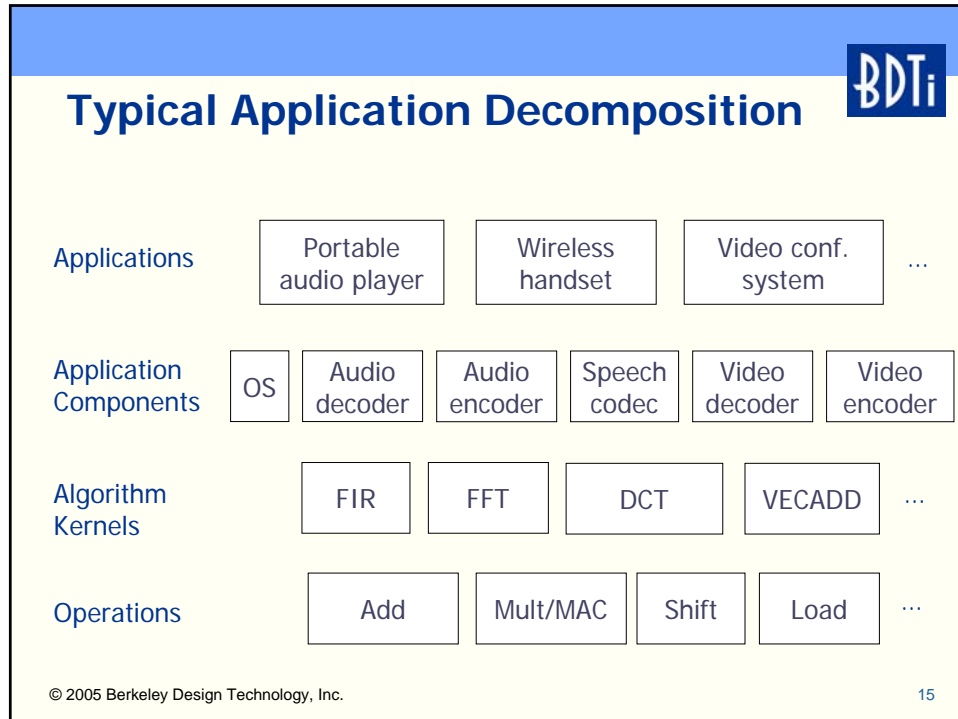 BDTi
Typical Application Decomposition
Applications
Portable
audio player
Wireless
handset
Video conf.
system
...
Application
Components
OS
Audio
decoder
Audio
encoder
Speech
codec
Video
decoder
Video
encoder
Algorithm
Kernels
FIR
FFT
DCT
VECADD
...
Operations
Add
Mult/MAC
Shift
Load
...
© 2005 Berkeley Design Technology, Inc.
15